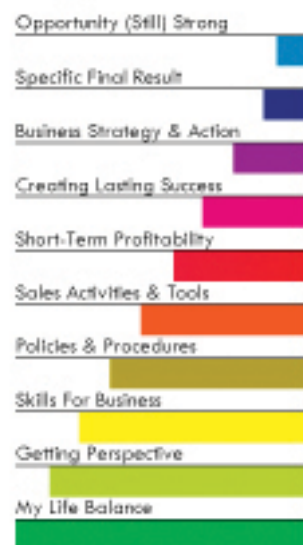 Opportunity (Still) Strong
Specific Final Result
Business Strategy & Action
Creating Lasting Success
Short-Term Profitability
Sales Activities & Tools
Policies & Procedures
Skills For Business
Getting Perspective
My Life Balance